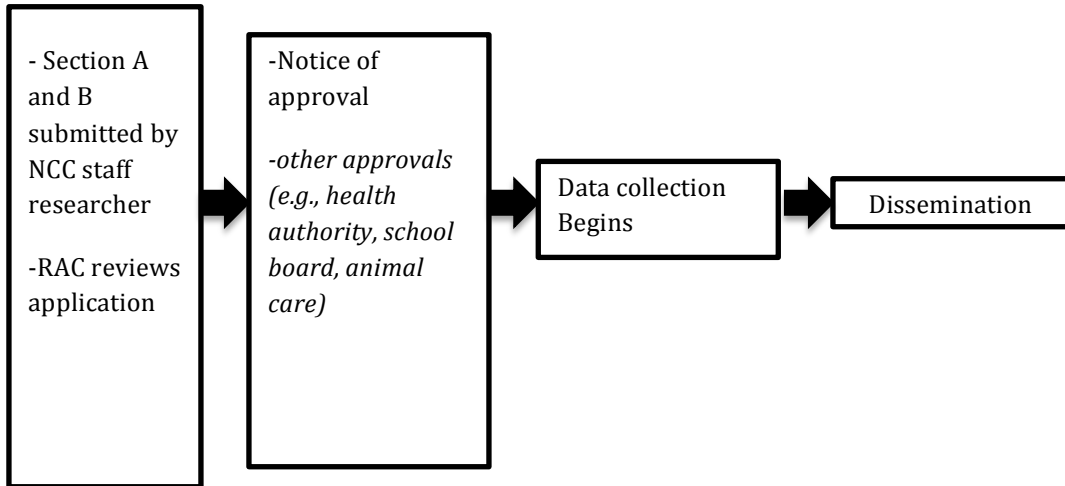 - Section A
and B
submitted by
NCC staff
researcher
-RAC reviews
application
-Notice of
approval
-other approvals
(e.g., health
authority, school
board, animal
care)
Data collection
Begins
Dissemination